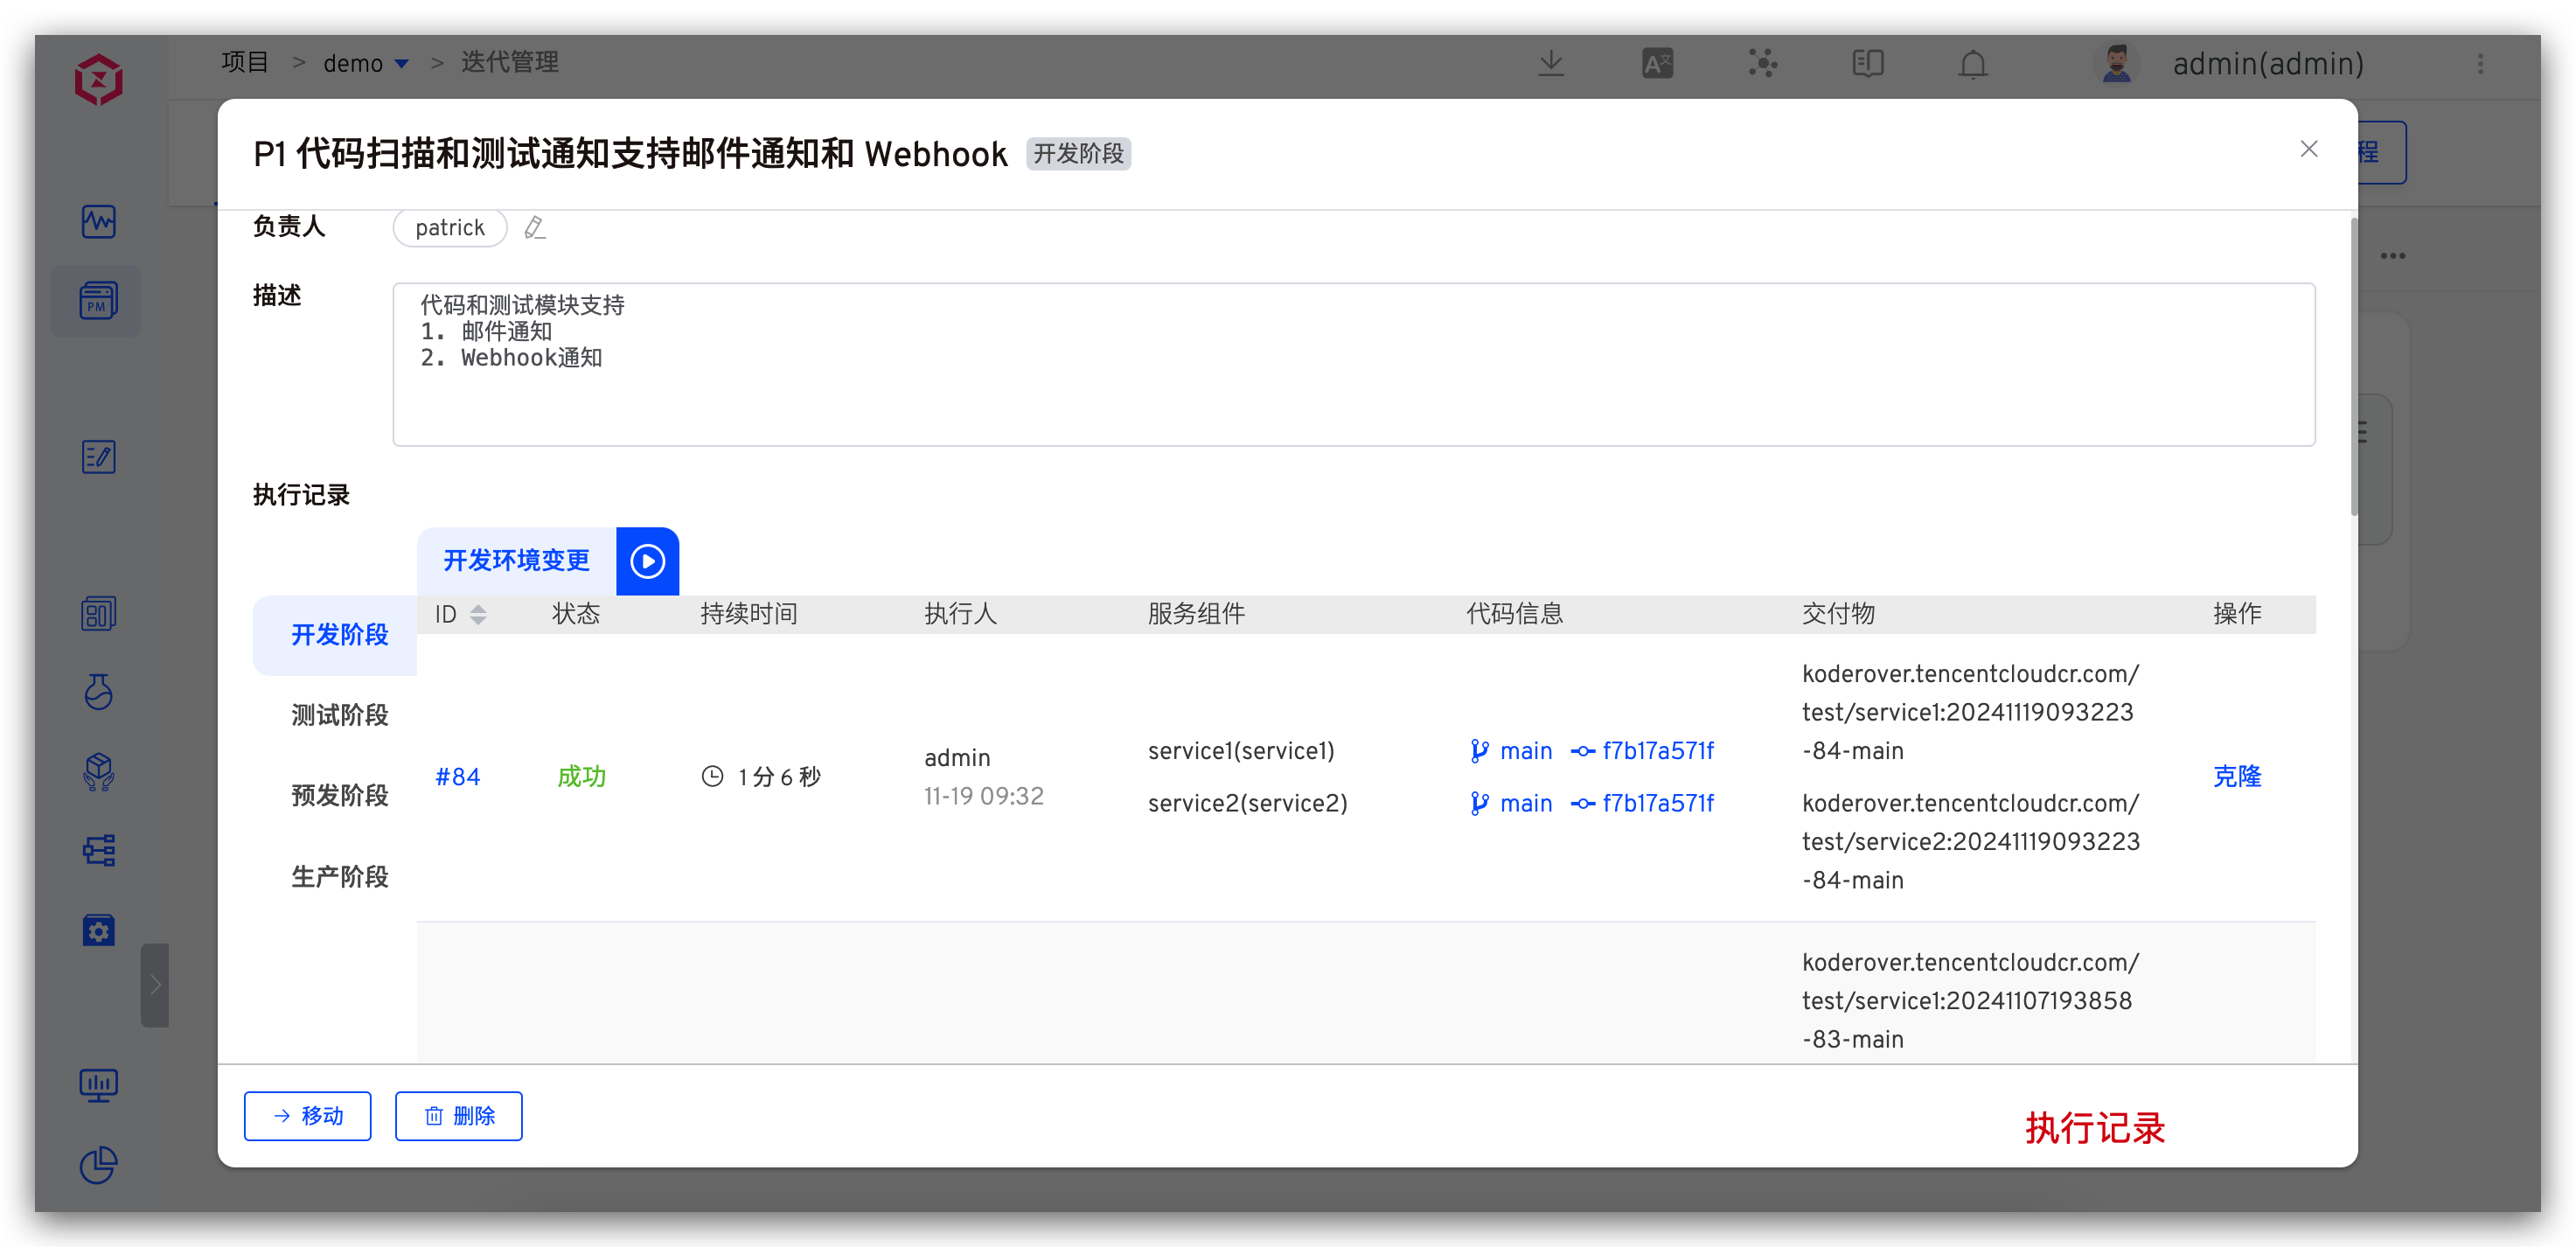 项目 > demo > 迭代管理
admin(admin)
P1 代码扫描和测试通知支持邮件通知和 Webhook 开发阶段
程
负责人 patrick
PM
描述
代码和测试模块支持
1. 邮件通知
2. Webhook通知
执行记录
开发环境变更
开发阶段
测试阶段
预发阶段
生产阶段
ID 状态 持续时间 执行人 服务组件 代码信息 交付物 操作
#84 成功 1 分 6 秒
admin
11-19 09:32
service1(service1)
service2(service2)
main f7b17a571f
main f7b17a571f
koderover.tencentcloudcr.com/
test/service1:20241119093223
-84-main
koderover.tencentcloudcr.com/
test/service2:20241119093223
-84-main
克隆
koderover.tencentcloudcr.com/
test/service1:20241107193858
-83-main
移动 删除
执行记录